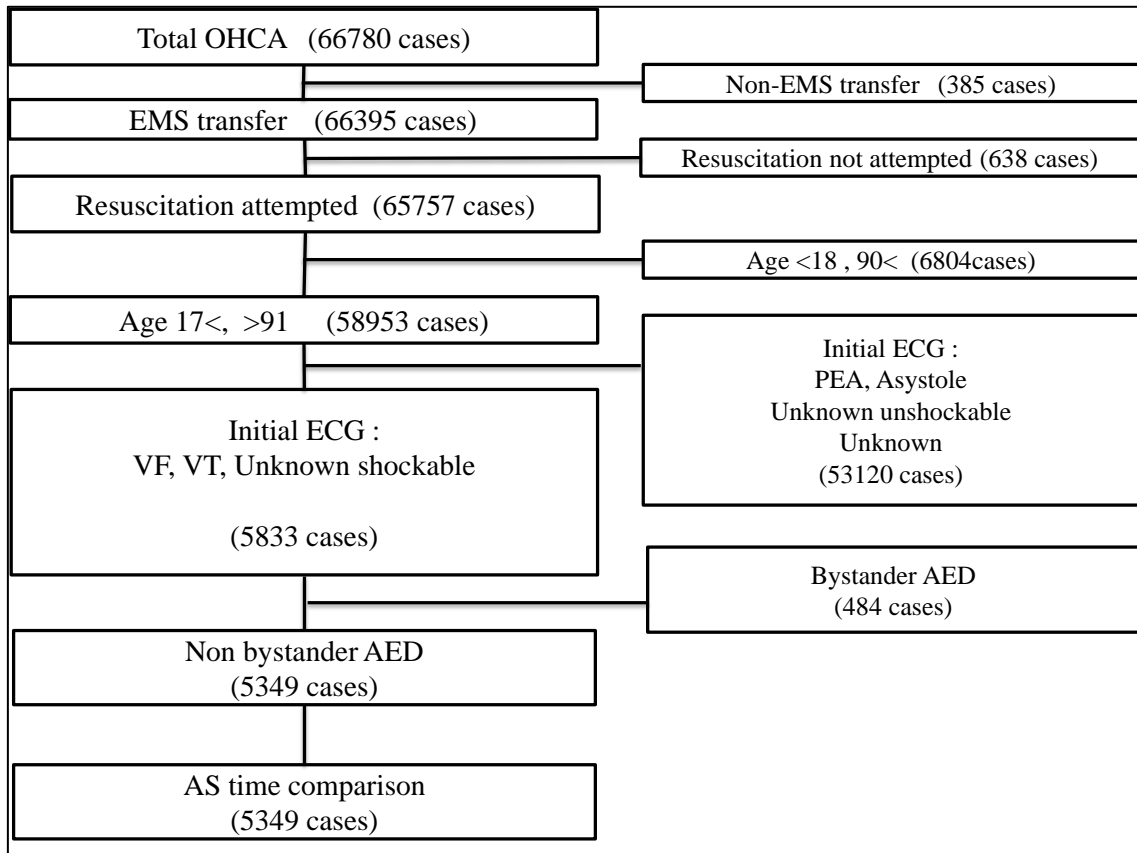 Total OHCA (66780 cases)
Non-EMS transfer (385 cases)
EMS transfer (66395 cases)
Resuscitation not attempted (638 cases)
Resuscitation attempted (65757 cases)
Age <18 , 90< (6804cases)
Age 17<, >91 (58953 cases)
Initial ECG :
PEA, Asystole
Unknown unshockable
Unknown
(53120 cases)
Initial ECG :
VF, VT, Unknown shockable
(5833 cases)
Bystander AED
(484 cases)
Non bystander AED
(5349 cases)
AS time comparison
(5349 cases)